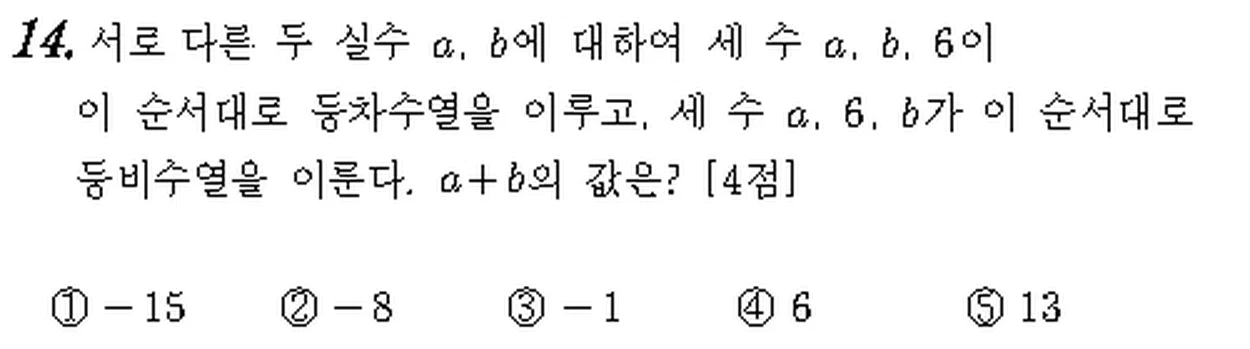 14. 서로 다른 두 실수 a, b에 대하여 세 수 a, b, 6이
이 순서대로 등차수열을 이루고, 세 수 a, 6, b가 이 순서대로
등비수열을 이룬다. a+b의 값은? [4점]
① -15 ② -8 ③ -1 ④ 6 ⑤ 13